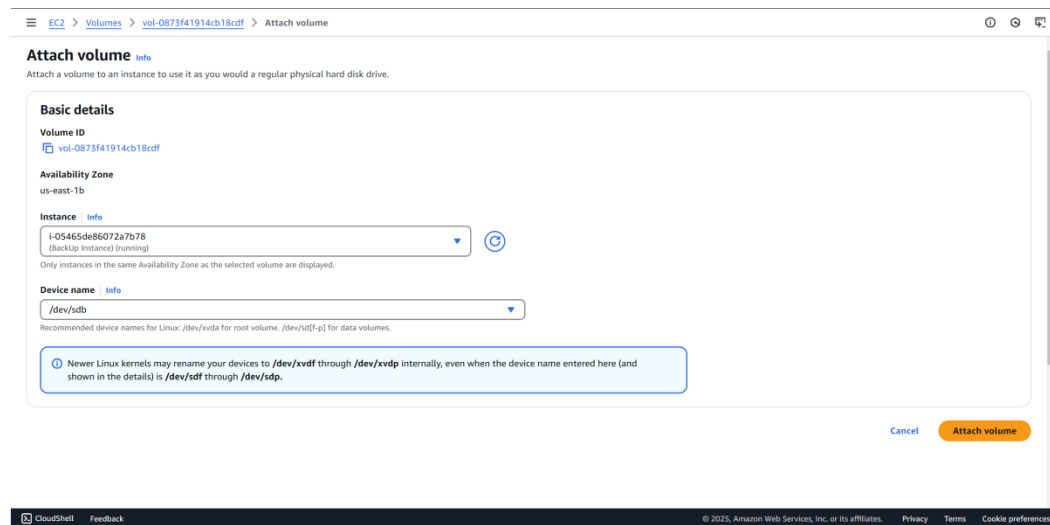 EC2 > Volumes > vol-0873f41914cb18cdf > Attach volume
Attach volume Info
Attach a volume to an instance to use it as you would a regular physical hard disk drive.
Basic details
Volume ID
vol-0873f41914cb18cdf
Availability Zone
us-east-1b
Instance | Info
i-05465de86072a7b78
(BackUp Instance) (running)
Only instances in the same Availability Zone as the selected volume are displayed.
Device name | Info
/dev/sdb
Recommended device names for Linux: /dev/xvda for root volume. /dev/sd[f-p] for data volumes.
Newer Linux kernels may rename your devices to /dev/xvdf through /dev/xvdp internally, even when the device name entered here (and
shown in the details) is /dev/sdf through /dev/sdp.
Cancel Attach volume
CloudShell Feedback © 2025, Amazon Web Services, Inc. or its affiliates. Privacy Terms Cookie preferences